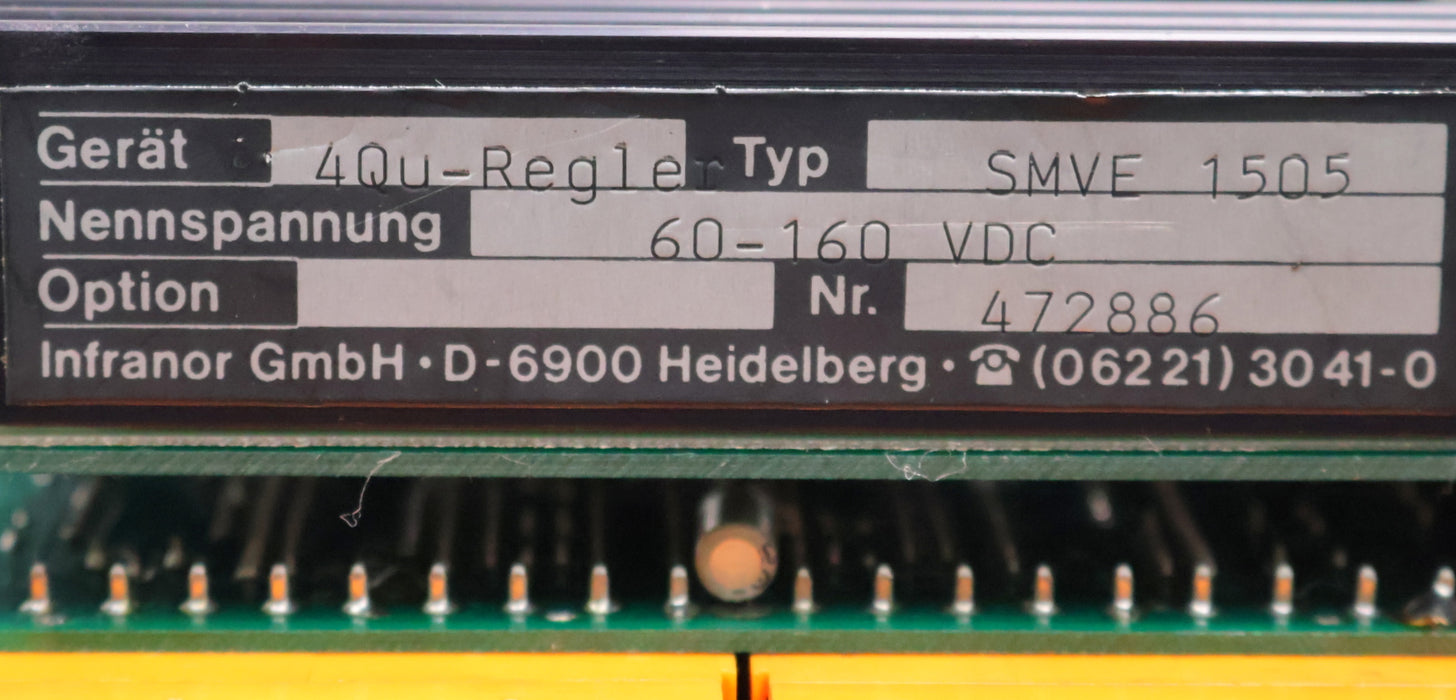 Gerät 4Qu-Regler Typ SMVE 1505
Nennspannung 60-160 VDC
Option Nr. 472886
Infranor GmbH · D-6900 Heidelberg · ☎ (06221) 3041-0